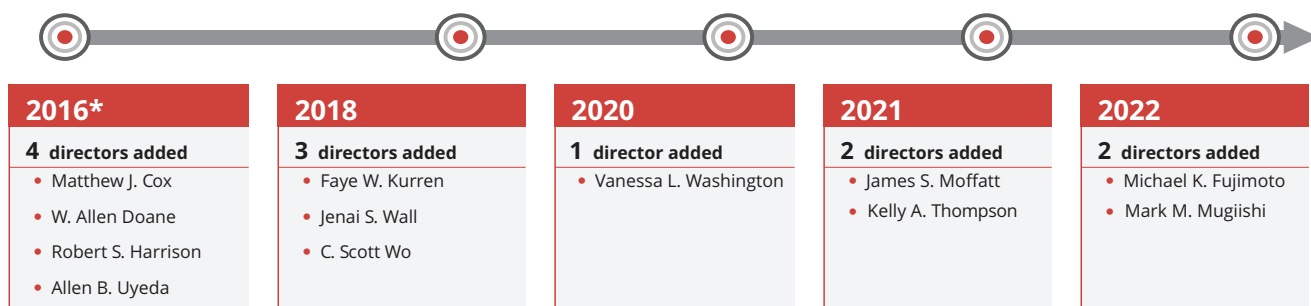 2016*
4 directors added
• Matthew J. Cox
• W. Allen Doane
• Robert S. Harrison
• Allen B. Uyeda
2018
3 directors added
• Faye W. Kurren
• Jenai S. Wall
• C. Scott Wo
2020
1 director added
• Vanessa L. Washington
2021
2 directors added
• James S. Moffatt
• Kelly A. Thompson
2022
2 directors added
• Michael K. Fujimoto
• Mark M. Mugiishi